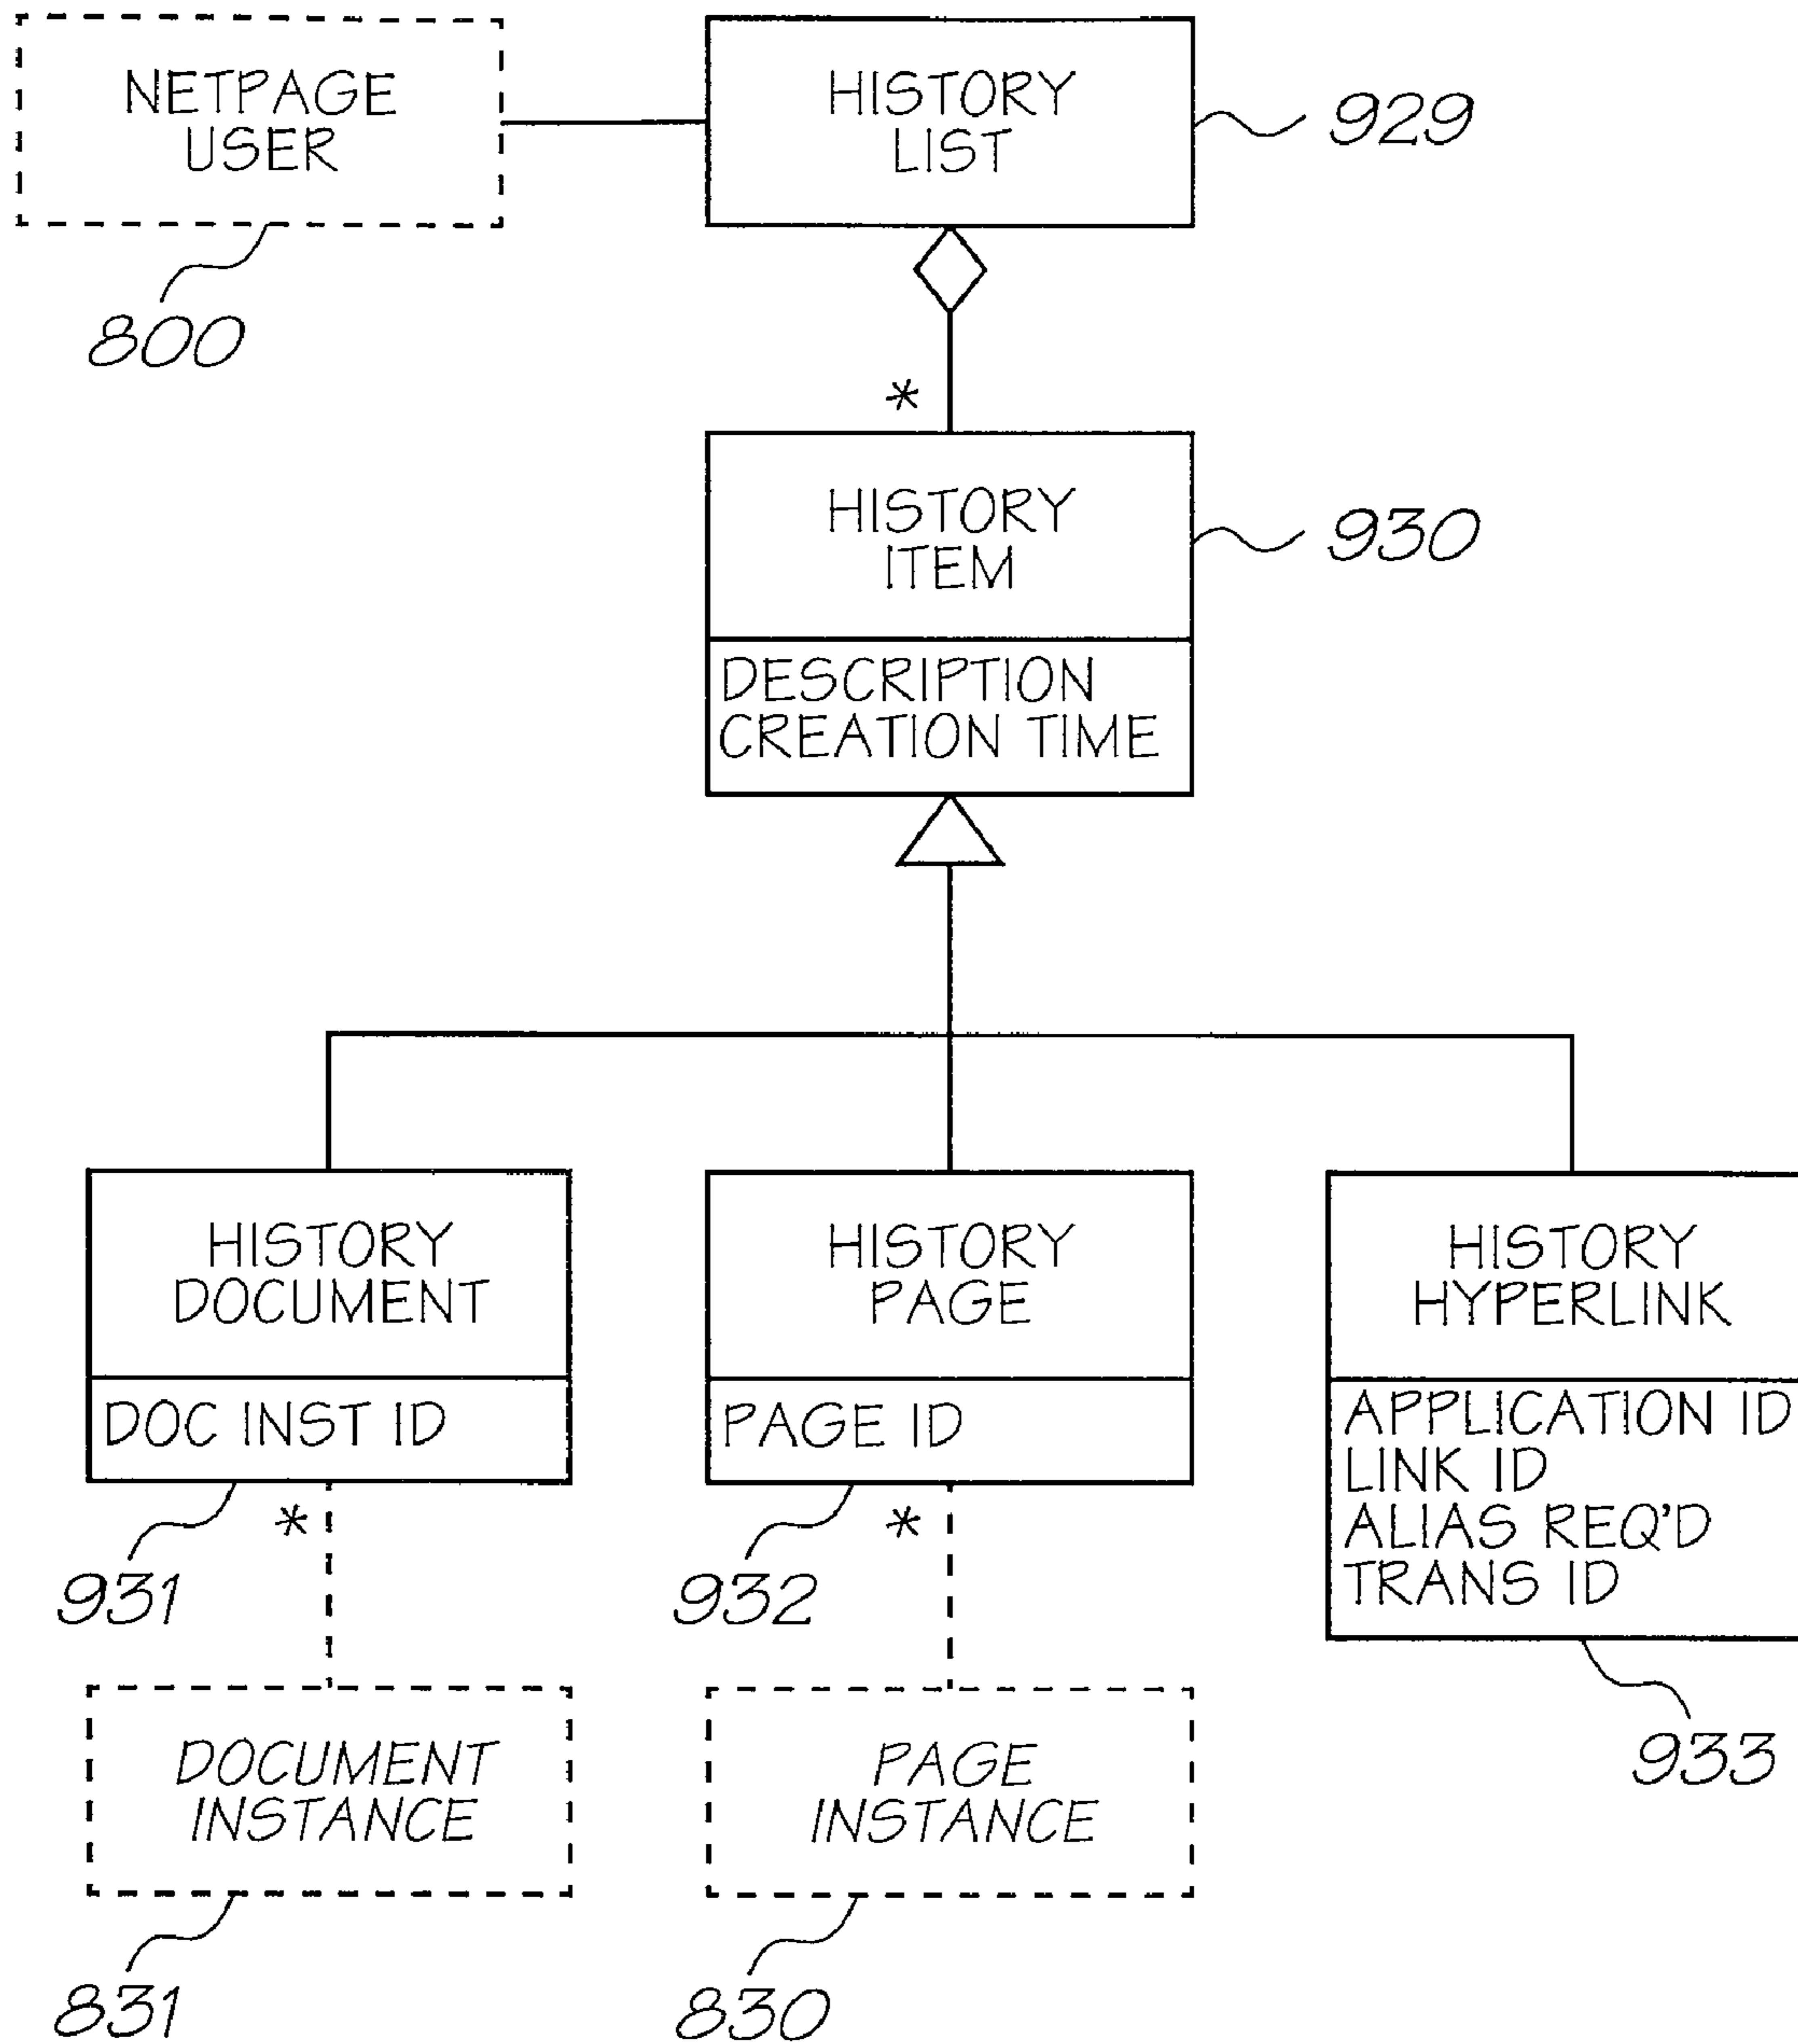 NETPAGE
USER
800
HISTORY
LIST
929
*
HISTORY
ITEM
930
DESCRIPTION
CREATION TIME
HISTORY
DOCUMENT
DOC INST ID
931
*
HISTORY
PAGE
PAGE ID
932
*
HISTORY
HYPERLINK
APPLICATION ID
LINK ID
ALIAS REQ'D
TRANS ID
933
DOCUMENT
INSTANCE
831
PAGE
INSTANCE
830